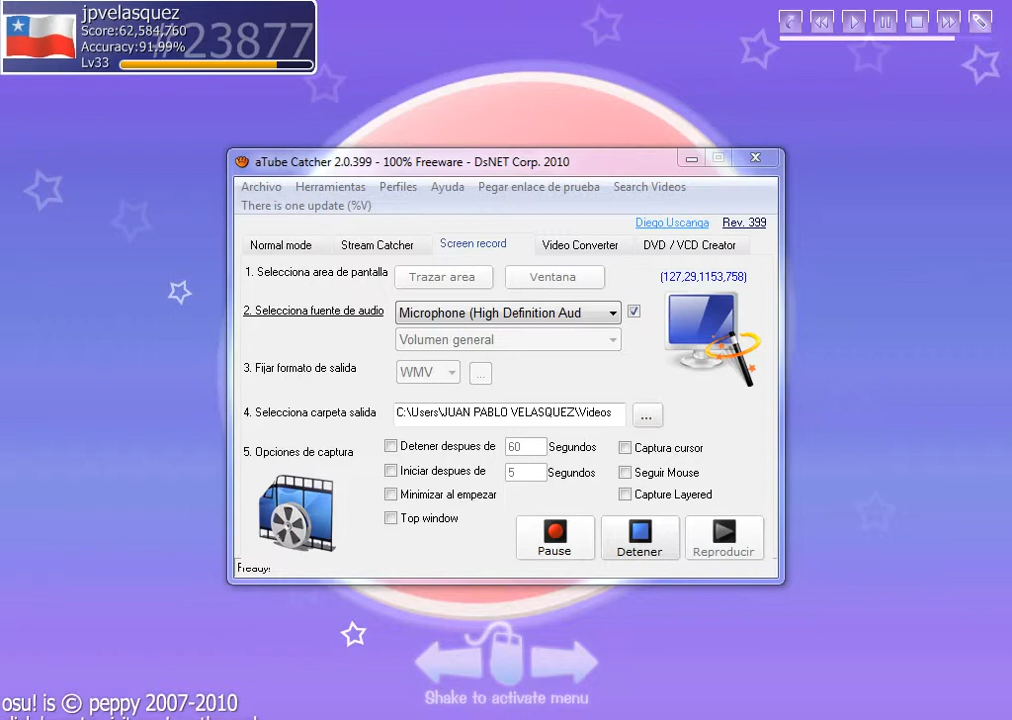 jpvelasquez
Score:62,584,760
Accuracy:91.99%
Lv33
#23877
aTube Catcher 2.0.399 - 100% Freeware - DsNET Corp. 2010
Archivo Herramientas Perfiles Ayuda Pegar enlace de prueba Search Videos
There is one update (%V)
Diego Uscanga Rev. 399
Normal mode Stream Catcher Screen record Video Converter DVD / VCD Creator
1. Selecciona area de pantalla Trazar area Ventana (127,29,1153,758)
2. Selecciona fuente de audio Microphone (High Definition Aud
Volumen general
3. Fijar formato de salida WMV ...
4. Selecciona carpeta salida C:\Users\JUAN PABLO VELASQUEZ\Videos ...
5. Opciones de captura
Detener despues de 60 Segundos Captura cursor
Iniciar despues de 5 Segundos Seguir Mouse
Minimizar al empezar Capture Layered
Top window
Pause Detener Reproducir
Shake to activate menu
osu! is © peppy 2007-2010